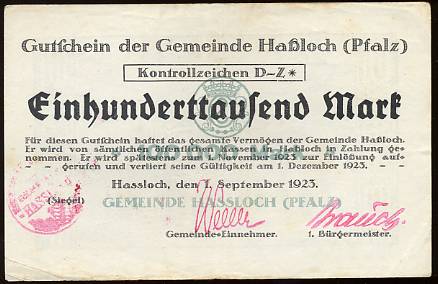 Gutschein der Gemeinde Haßloch (Pfalz)
Kontrollzeichen D-Z*
Einhunderttausend Mark
Für diesen Gutschein haftet das gesamte Vermögen der Gemeinde Haßloch.
Er wird von sämtlichen öffentlichen Kassen in Haßloch in Zahlung ge-
nommen. Er wird spätestens zum 1. November 1923 zur Einlösung auf-
gerufen und verliert seine Gültigkeit am 1. Dezember 1923.
Hassloch, den 1. September 1923.
(Siegel) GEMEINDE HASSLOCH (PFALZ)
Gemeinde-Einnehmer. 1. Bürgermeister.